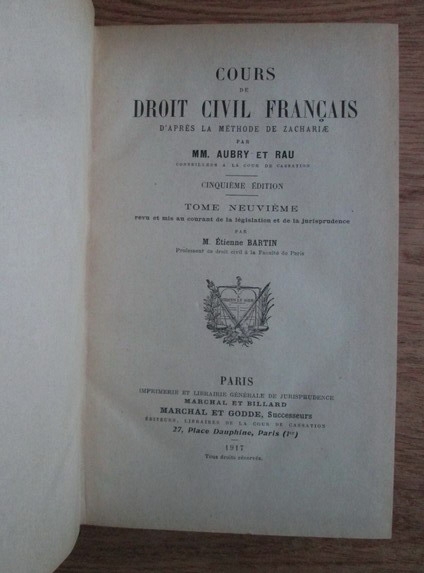 COURS
DE
DROIT CIVIL FRANÇAIS
D'APRÈS LA MÉTHODE DE ZACHARIÆ
PAR
MM. AUBRY ET RAU
CONSEILLERS A LA COUR DE CASSATION
CINQUIÈME ÉDITION
TOME NEUVIÈME
revu et mis au courant de la législation et de la jurisprudence
PAR
M. Étienne BARTIN
Professeur de droit civil à la Faculté de Paris
PARIS
IMPRIMERIE ET LIBRAIRIE GÉNÉRALE DE JURISPRUDENCE
MARCHAL ET BILLARD
MARCHAL ET GODDE, Successeurs
ÉDITEURS, LIBRAIRES DE LA COUR DE CASSATION
27, Place Dauphine, Paris (Ier)
1917
Tous droits réservés.